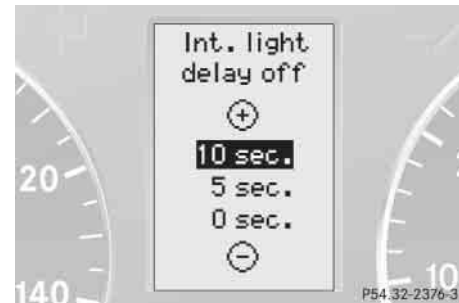 Int. light
delay off
+
10 sec.
5 sec.
0 sec.
−
20
140
10
P54.32-2376-3